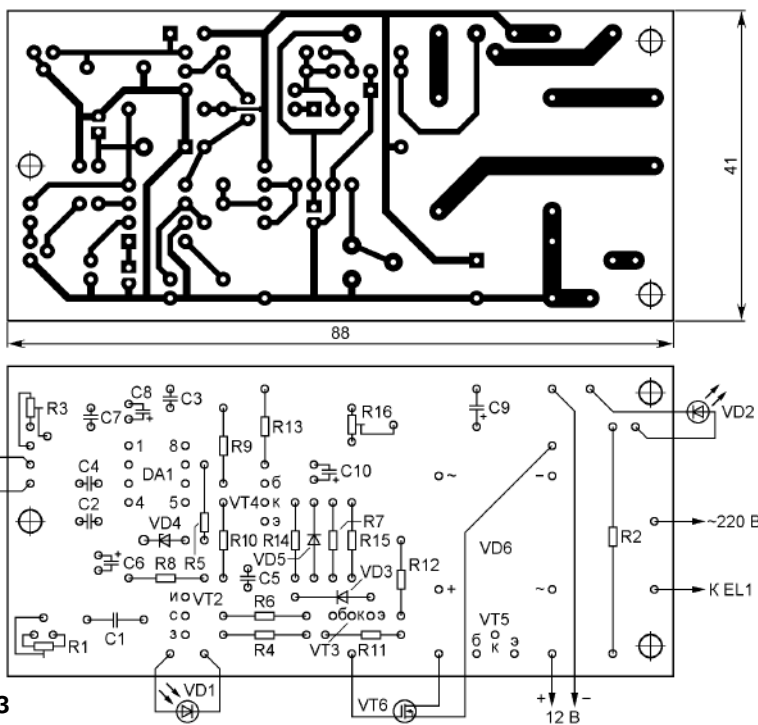 41
88
R3
C7
C8
C3
R9
R13
R16
C9
VD2
1
8
DA1
C4
C2
4
5
C10
VT4
б
к
э
~
–
VD4
R5
R10
R14
VD5
R7
R15
R12
VD6
R2
~220 В
C6
R8
C5
VD3
+
~
К EL1
R1
C1
и
с
з
VT2
R6
R4
б
к
э
VT3
R11
VT5
б
к
э
VD1
VT6
+
–
12 В
3